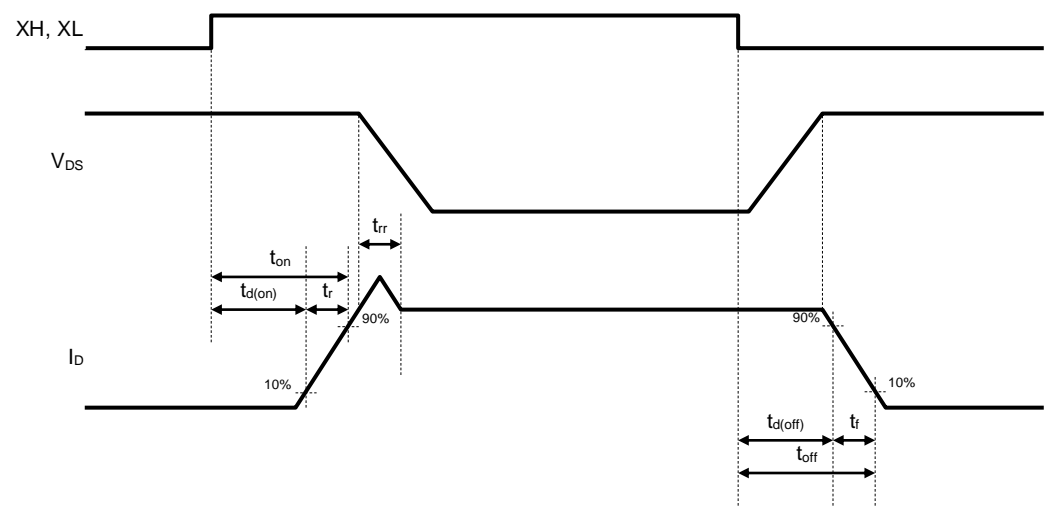 XH, XL
VDS
trr
ton
td(on)
tr
90%
90%
ID
10%
10%
td(off)
tf
toff